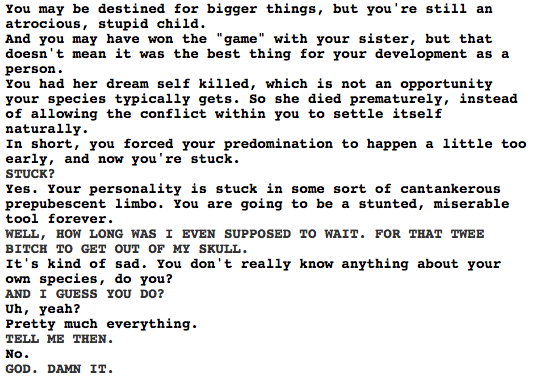 You may be destined for bigger things, but you're still an
atrocious, stupid child.
And you may have won the "game" with your sister, but that
doesn't mean it was the best thing for your development as a
person.
You had her dream self killed, which is not an opportunity
your species typically gets. So she died prematurely, instead
of allowing the conflict within you to settle itself
naturally.
In short, you forced your predomination to happen a little too
early, and now you're stuck.
STUCK?
Yes. Your personality is stuck in some sort of cantankerous
prepubescent limbo. You are going to be a stunted, miserable
tool forever.
WELL, HOW LONG WAS I EVEN SUPPOSED TO WAIT. FOR THAT TWEE
BITCH TO GET OUT OF MY SKULL.
It's kind of sad. You don't really know anything about your
own species, do you?
AND I GUESS YOU DO?
Uh, yeah?
Pretty much everything.
TELL ME THEN.
No.
GOD. DAMN IT.